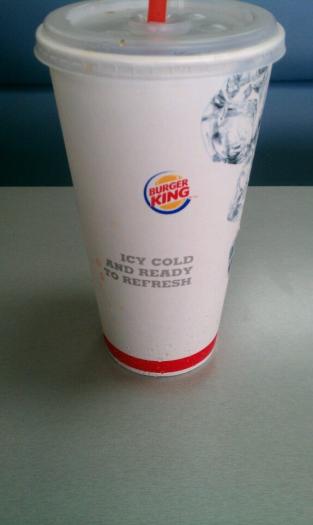 BURGER
KING
ICY COLD
AND READY
TO REFRESH